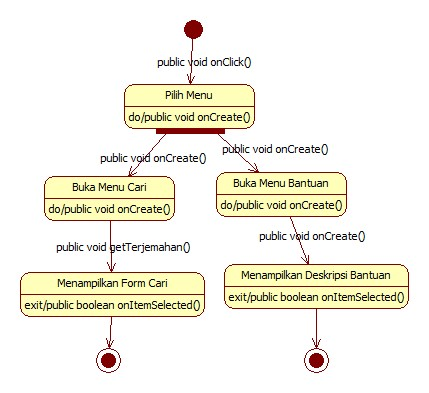 public void onClick()
Pilih Menu
do/public void onCreate()
public void onCreate()
public void onCreate()
Buka Menu Cari
do/public void onCreate()
Buka Menu Bantuan
do/public void onCreate()
public void getTerjemahan()
public void onCreate()
Menampilkan Form Cari
exit/public boolean onItemSelected()
Menampilkan Deskripsi Bantuan
exit/public boolean onItemSelected()